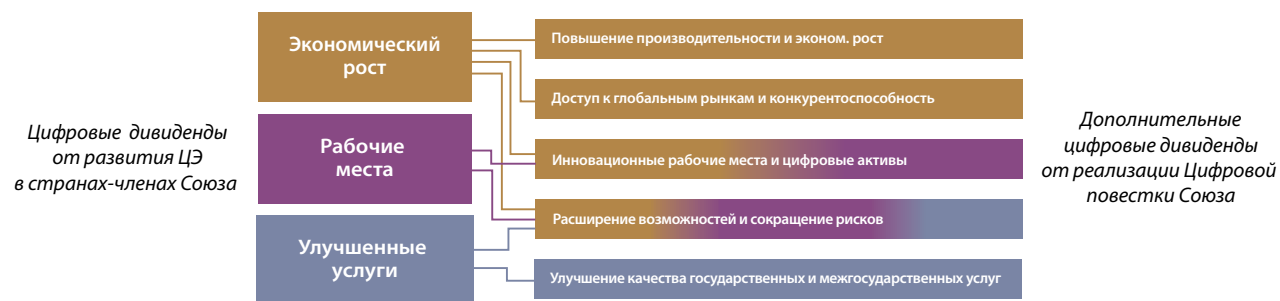 Цифровые дивиденды
от развития ЦЭ
в странах-членах Союза
Экономический
рост
Рабочие
места
Улучшенные
услуги
Повышение производительности и эконом. рост
Доступ к глобальным рынкам и конкурентоспособность
Инновационные рабочие места и цифровые активы
Расширение возможностей и сокращение рисков
Улучшение качества государственных и межгосударственных услуг
Дополнительные
цифровые дивиденды
от реализации Цифровой
повестки Союза